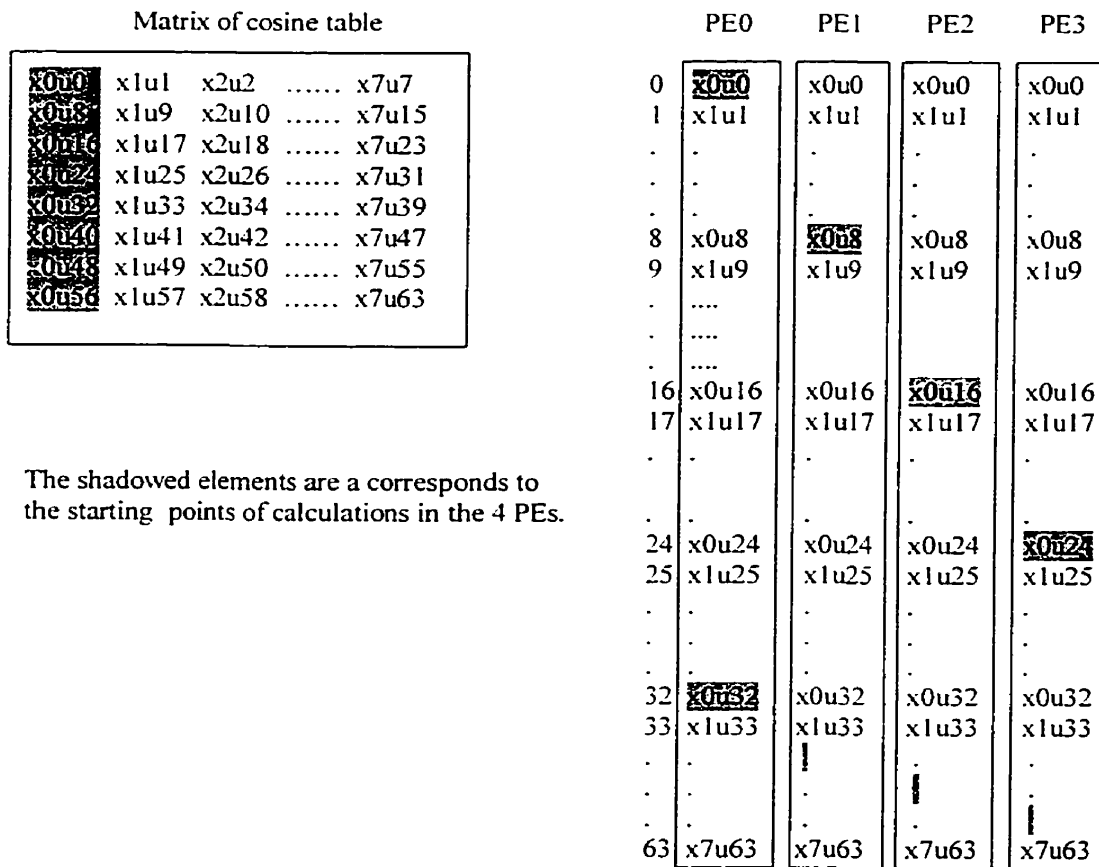 Matrix of cosine table
x0u0 x1u1 x2u2 ...... x7u7
x0u8 x1u9 x2u10 ...... x7u15
x0u16 x1u17 x2u18 ...... x7u23
x0u24 x1u25 x2u26 ...... x7u31
x0u32 x1u33 x2u34 ...... x7u39
x0u40 x1u41 x2u42 ...... x7u47
x0u48 x1u49 x2u50 ...... x7u55
x0u56 x1u57 x2u58 ...... x7u63
The shadowed elements are a corresponds to
the starting points of calculations in the 4 PEs.
PE0 PE1 PE2 PE3
0 x0u0 x0u0 x0u0 x0u0
1 x1u1 x1u1 x1u1 x1u1
. . . . .
. . . . .
. . . . .
8 x0u8 x0u8 x0u8 x0u8
9 x1u9 x1u9 x1u9 x1u9
. ....
. ....
. ....
16 x0u16 x0u16 x0u16 x0u16
17 x1u17 x1u17 x1u17 x1u17
. . . . .
. . . .
24 x0u24 x0u24 x0u24 x0u24
25 x1u25 x1u25 x1u25 x1u25
. . . . .
. . . . .
. . . . .
32 x0u32 x0u32 x0u32 x0u32
33 x1u33 x1u33 x1u33 x1u33
. . . .
. . . .
. . . . .
63 x7u63 x7u63 x7u63 x7u63